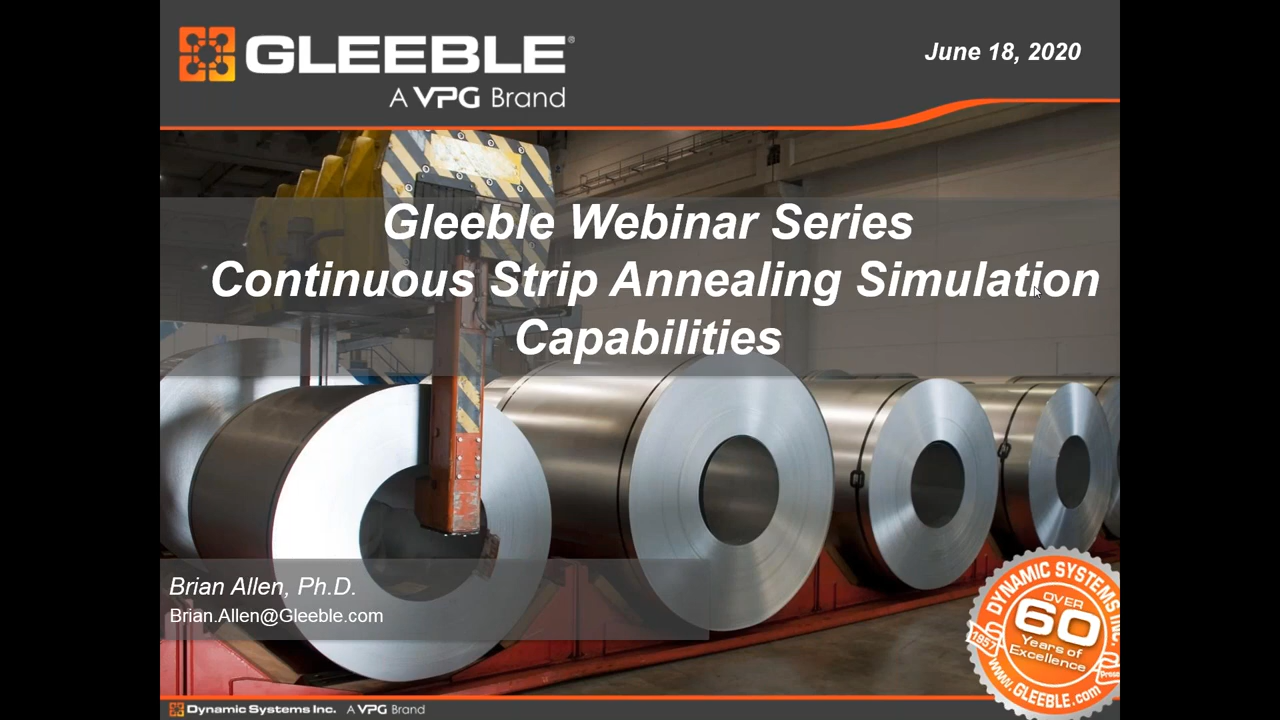 GLEEBLE®
A VPG Brand
June 18, 2020
Gleeble Webinar Series
Continuous Strip Annealing Simulation
Capabilities
Brian Allen, Ph.D.
Brian.Allen@Gleeble.com
DYNAMIC SYSTEMS INC.
OVER
60
Years of
Excellence
1957
WWW.GLEEBLE.com
Dynamic Systems Inc. A VPG Brand